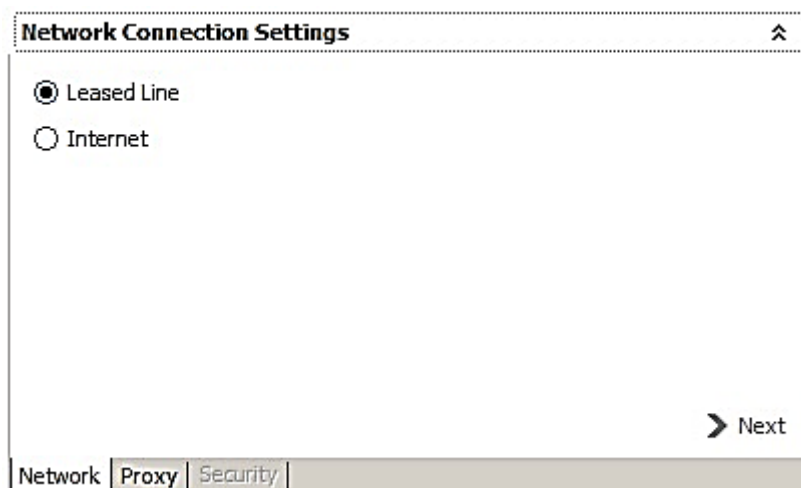 Network Connection Settings
Leased Line
Internet
Next
Network Proxy Security